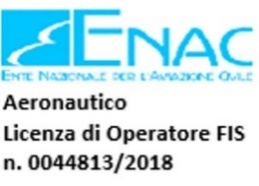 ENAC
ENTE NAZIONALE PER L'AVIAZIONE CIVILE
Aeronautico
Licenza di Operatore FIS
n. 0044813/2018